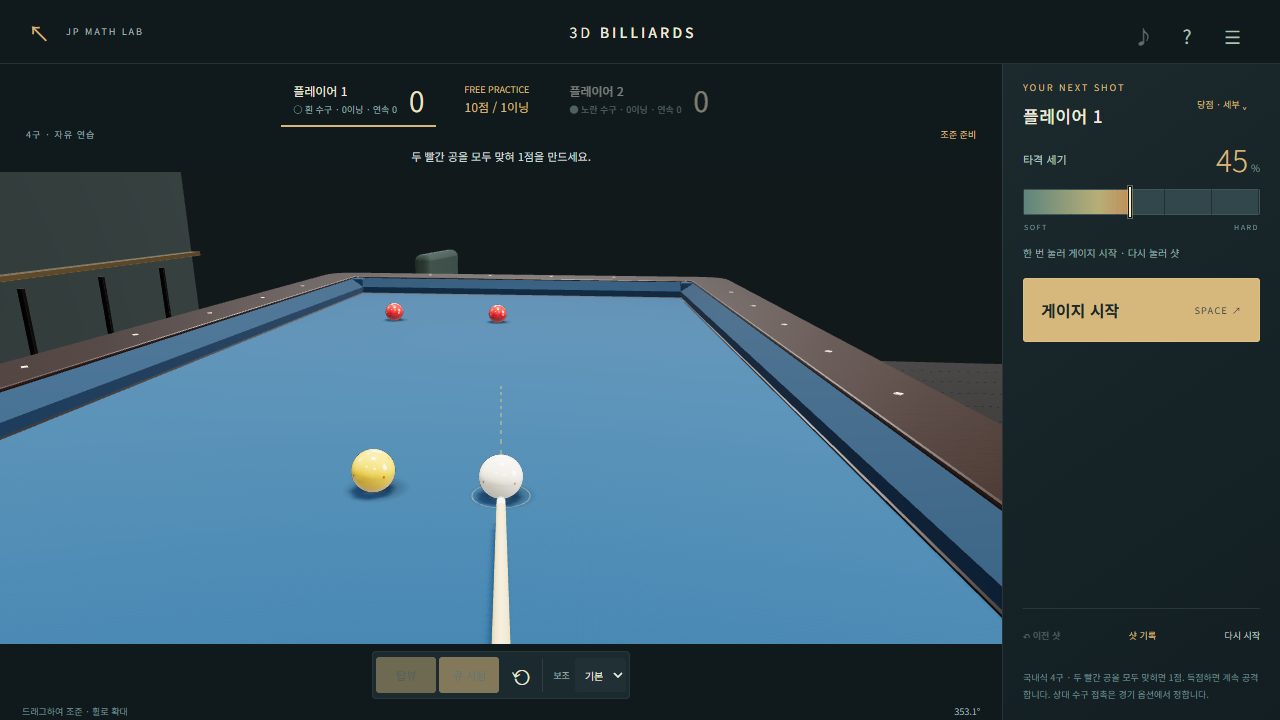 JP MATH LAB
3D BILLIARDS
?
플레이어 1
흰 수구 · 0이닝 · 연속 0
0
FREE PRACTICE
10점 / 1이닝
플레이어 2
노란 수구 · 0이닝 · 연속 0
0
4구 · 자유 연습
조준 준비
두 빨간 공을 모두 맞혀 1점을 만드세요.
YOUR NEXT SHOT
플레이어 1
당점 · 세부
타격 세기
45 %
SOFT
HARD
한 번 눌러 게이지 시작 · 다시 눌러 샷
게이지 시작
SPACE ↗
이전 샷
샷 기록
다시 시작
국내식 4구 · 두 빨간 공을 모두 맞히면 1점. 득점하면 계속 공격
합니다. 상대 수구 접촉은 경기 옵션에서 정합니다.
보조
기본
드래그하여 조준 · 휠로 확대
353.1°